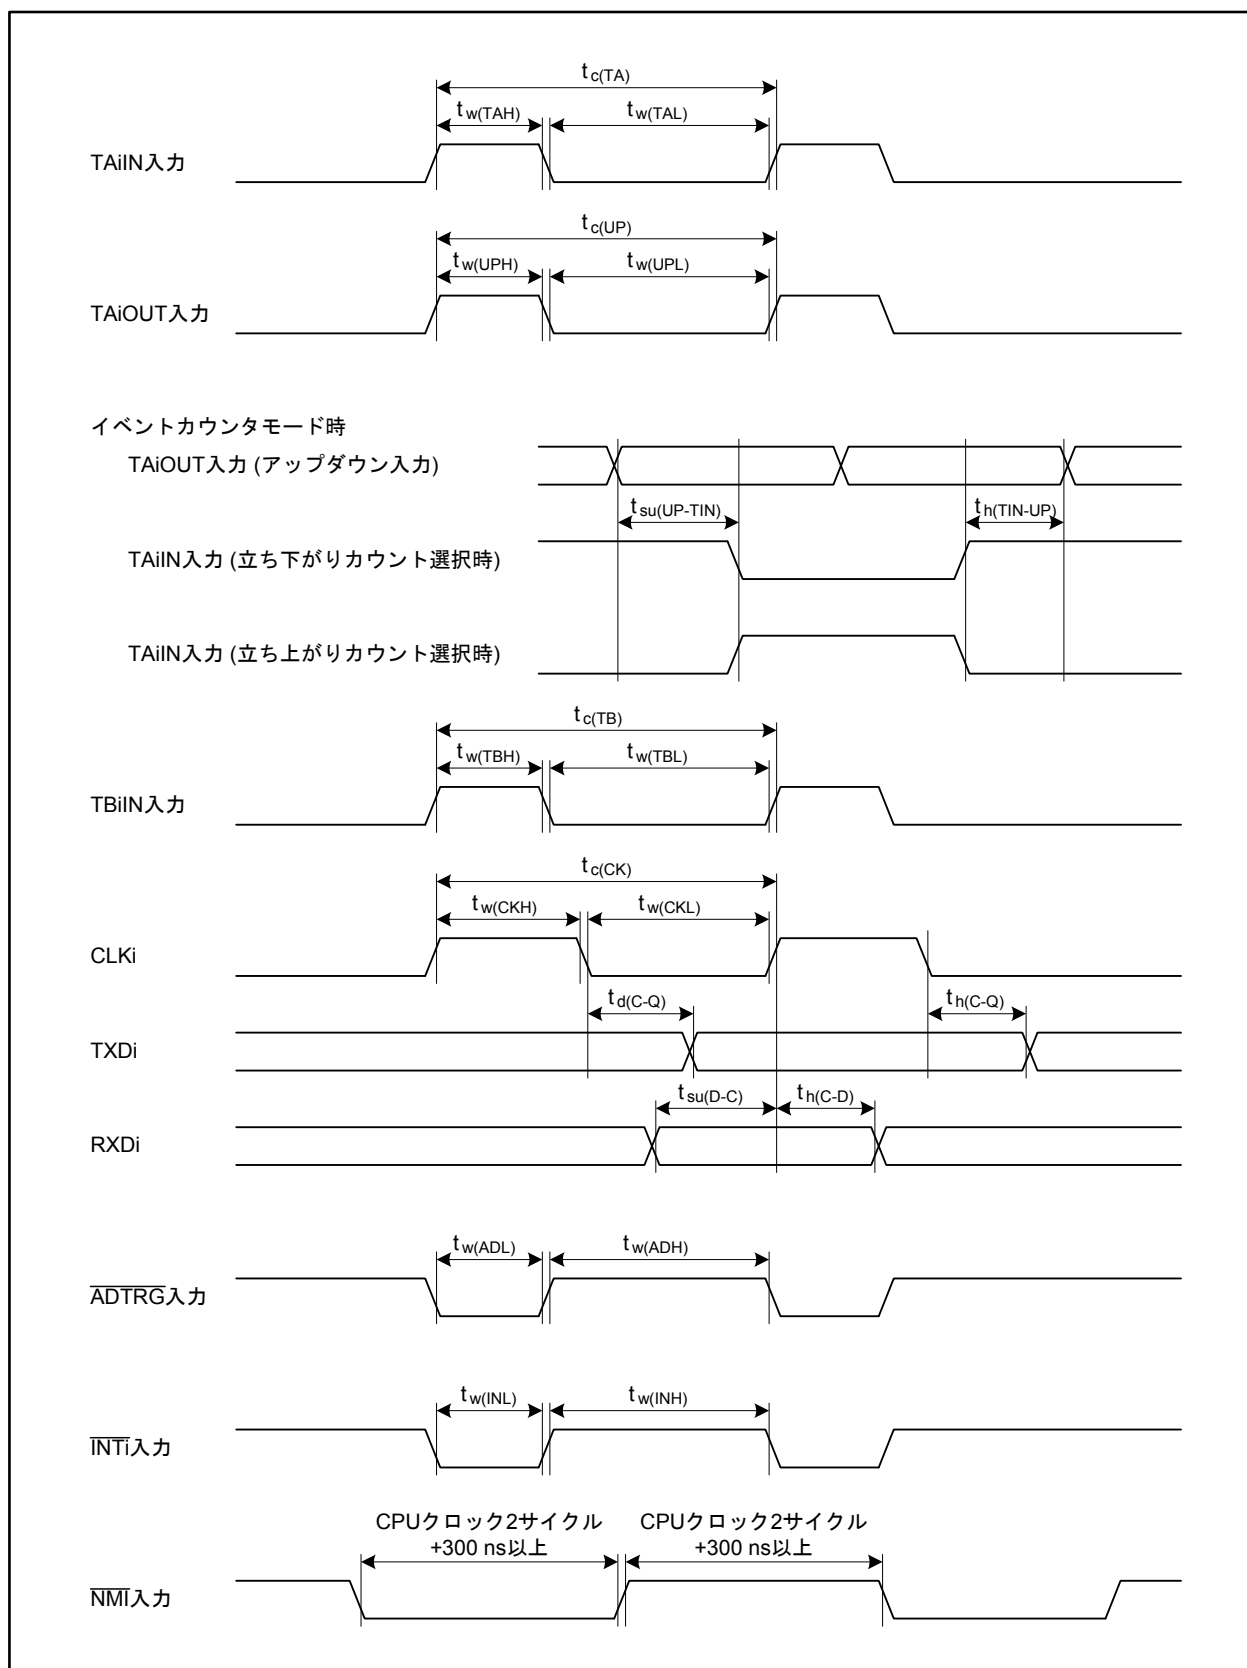 tc(TA)
tw(TAH) tw(TAL)
TAiIN入力
tc(UP)
tw(UPH) tw(UPL)
TAiOUT入力
イベントカウンタモード時
TAiOUT入力 (アップダウン入力)
tsu(UP-TIN) th(TIN-UP)
TAiIN入力 (立ち下がりカウント選択時)
TAiIN入力 (立ち上がりカウント選択時)
tc(TB)
tw(TBH) tw(TBL)
TBiIN入力
tc(CK)
tw(CKH) tw(CKL)
CLKi
td(C-Q) th(C-Q)
TXDi
tsu(D-C) th(C-D)
RXDi
tw(ADL) tw(ADH)
ADTRG入力
tw(INL) tw(INH)
INTi入力
CPUクロック2サイクル CPUクロック2サイクル
+300 ns以上 +300 ns以上
NMI入力